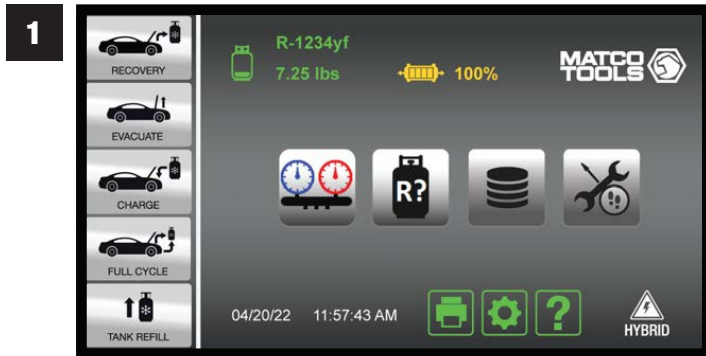 1
RECOVERY
EVACUATE
CHARGE
FULL CYCLE
TANK REFILL
R-1234yf
7.25 lbs
100%
MATCO
TOOLS
R?
04/20/22 11:57:43 AM
?
HYBRID